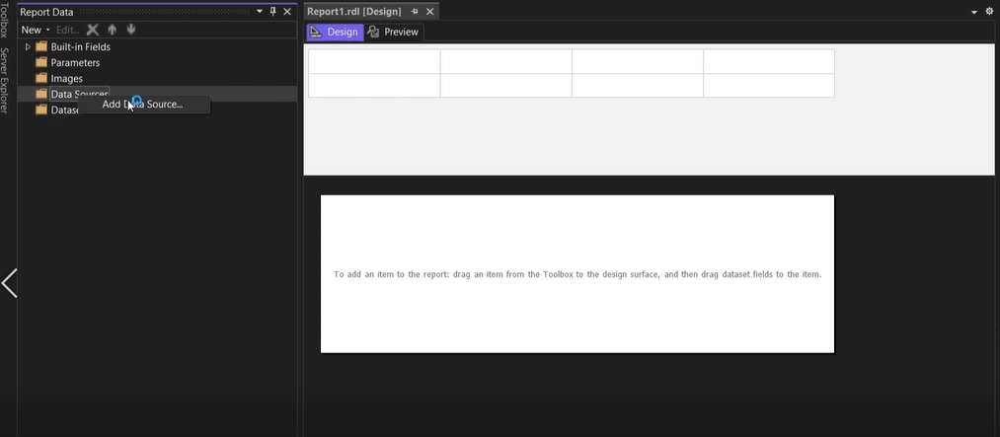 Toolbox
Server Explorer
Report Data
New
Edit...
Built-in Fields
Parameters
Images
Data Sources
Add Data Source...
Report1.rdl [Design]
Design
Preview
To add an item to the report: drag an item from the Toolbox to the design surface, and then drag dataset fields to the item.